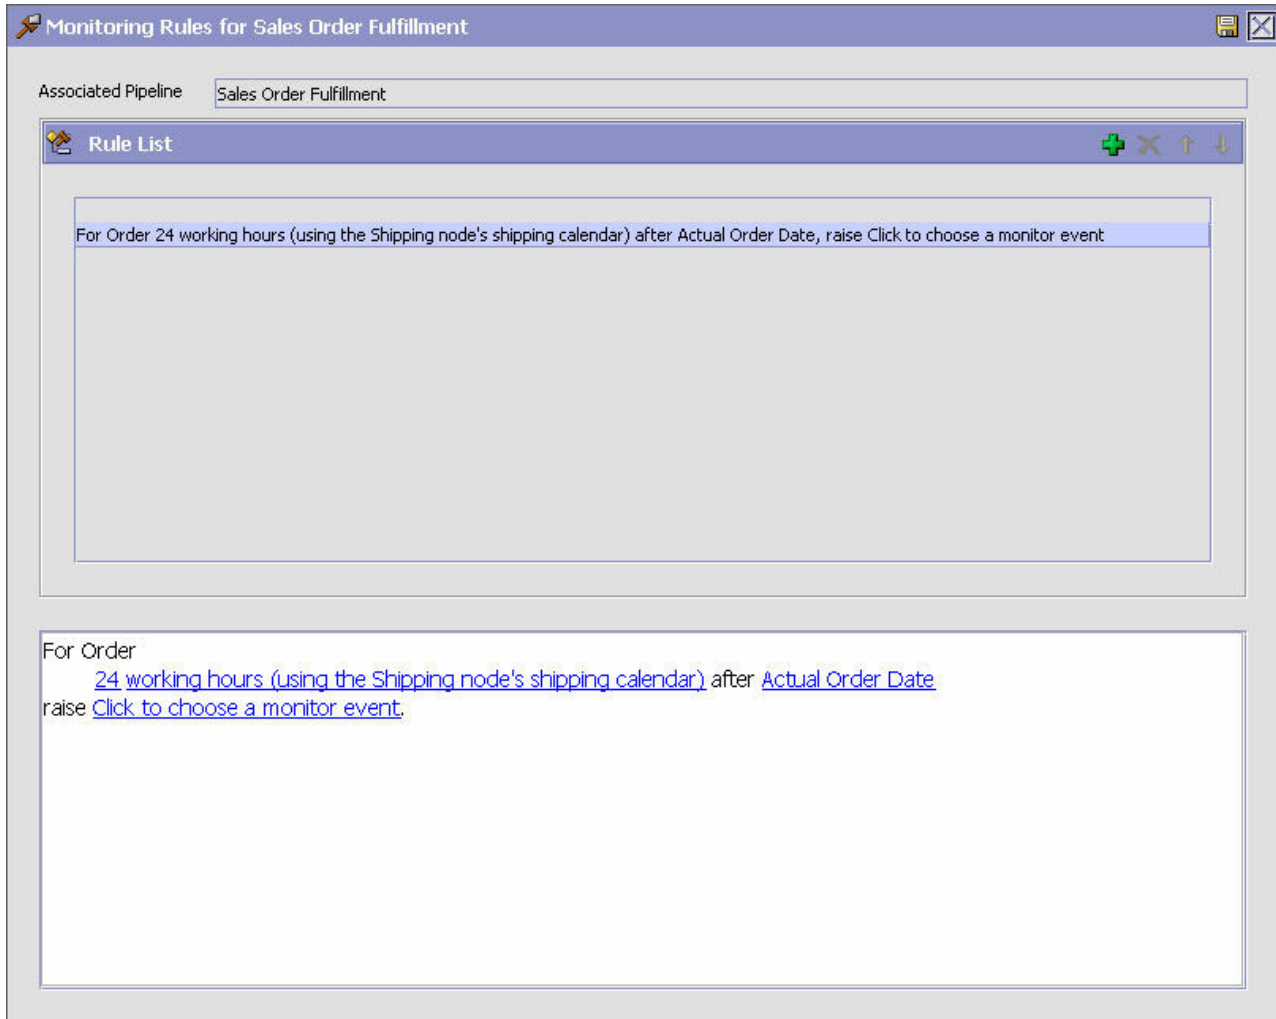 Monitoring Rules for Sales Order Fulfillment
Associated Pipeline
Sales Order Fulfillment
Rule List
For Order 24 working hours (using the Shipping node's shipping calendar) after Actual Order Date, raise Click to choose a monitor event
For Order
24 working hours (using the Shipping node's shipping calendar) after Actual Order Date
raise Click to choose a monitor event.